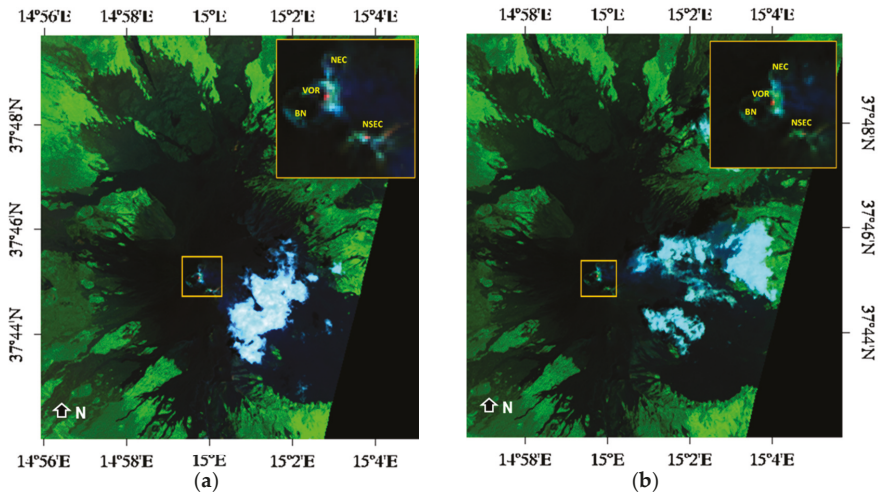 14°56'E 14°58'E 15°E 15°2'E 15°4'E
37°48'N
37°46'N
37°44'N
NEC
VOR
BN
NSEC
N
14°56'E 14°58'E 15°E 15°2'E 15°4'E
(a)
14°58'E 15°E 15°2'E 15°4'E
37°48'N
37°46'N
37°44'N
NEC
VOR
BN
NSEC
N
14°58'E 15°E 15°2'E 15°4'E
(b)